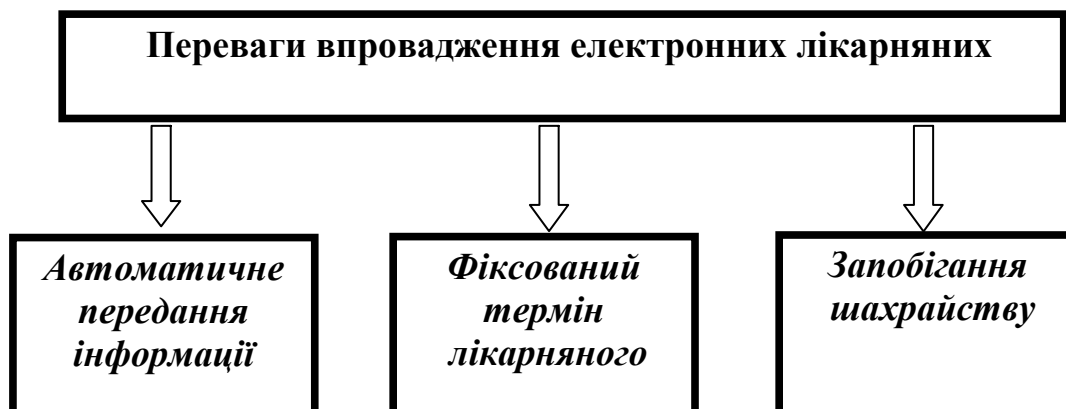 Переваги впровадження електронних лікарняних
Автоматичне
передання
інформації
Фіксований
термін
лікарняного
Запобігання
шахрайству